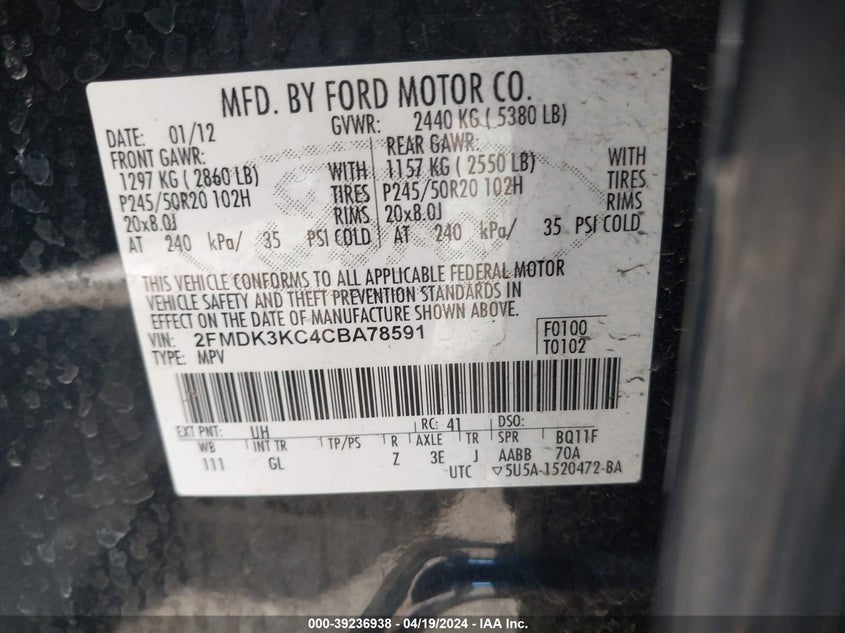 MFD. BY FORD MOTOR CO.
DATE: 01/12 GVWR: 2440 KG ( 5380 LB)
FRONT GAWR: REAR GAWR:
1297 KG ( 2860 LB) WITH 1157 KG ( 2550 LB) WITH
P245/50R20 102H TIRES P245/50R20 102H TIRES
20x8.0J RIMS 20x8.0J RIMS
AT 240 kPa/ 35 PSI COLD AT 240 kPa/ 35 PSI COLD
THIS VEHICLE CONFORMS TO ALL APPLICABLE FEDERAL MOTOR
VEHICLE SAFETY AND THEFT PREVENTION STANDARDS IN
EFFECT ON THE DATE OF MANUFACTURE SHOWN ABOVE.
VIN: 2FMDK3KC4CBA78591 F0100
TYPE: MPV T0102
EXT PNT: UH RC: 41 DSO:
WB INT TR TP/PS R AXLE TR SPR BQ11F
111 GL Z 3E J AABB 70A
UTC ▽5U5A-1520472-BA
000-39236938 - 04/19/2024 - IAA Inc.